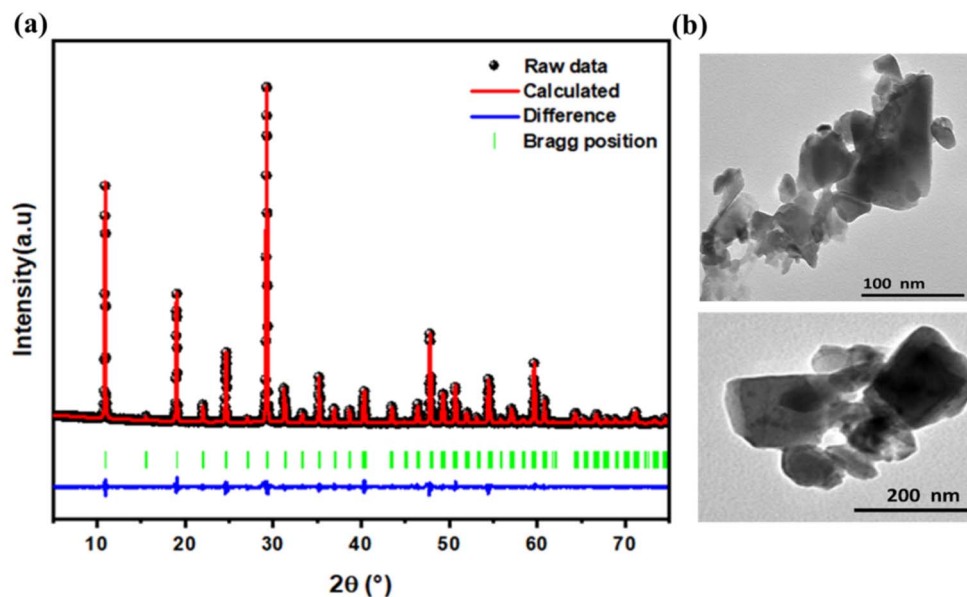 (a)
Raw data
Calculated
Difference
Bragg position
Intensity(a.u)
10 20 30 40 50 60 70
2θ (°)
(b)
100 nm
200 nm